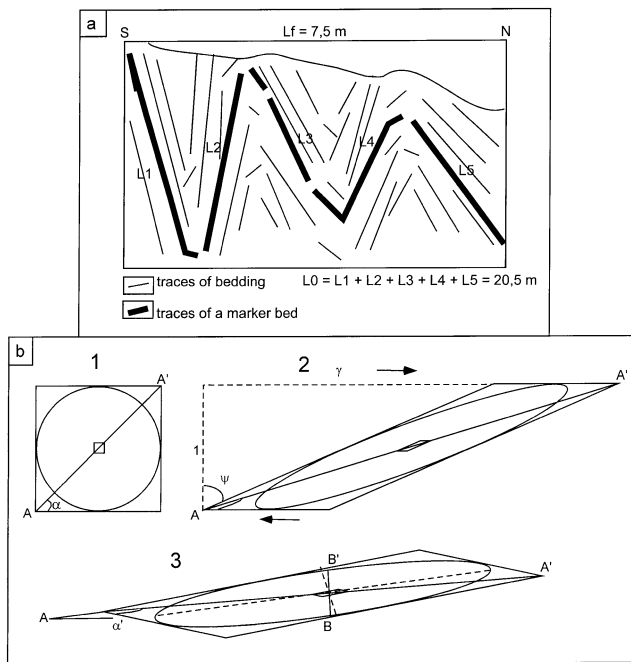 a
S Lf = 7,5 m N
L1
L2
L3
L4
L5
traces of bedding L0 = L1 + L2 + L3 + L4 + L5 = 20,5 m
traces of a marker bed
b
1
2
γ
A'
A'
1
ψ
A
α
A
3
B'
A'
A
α'
B